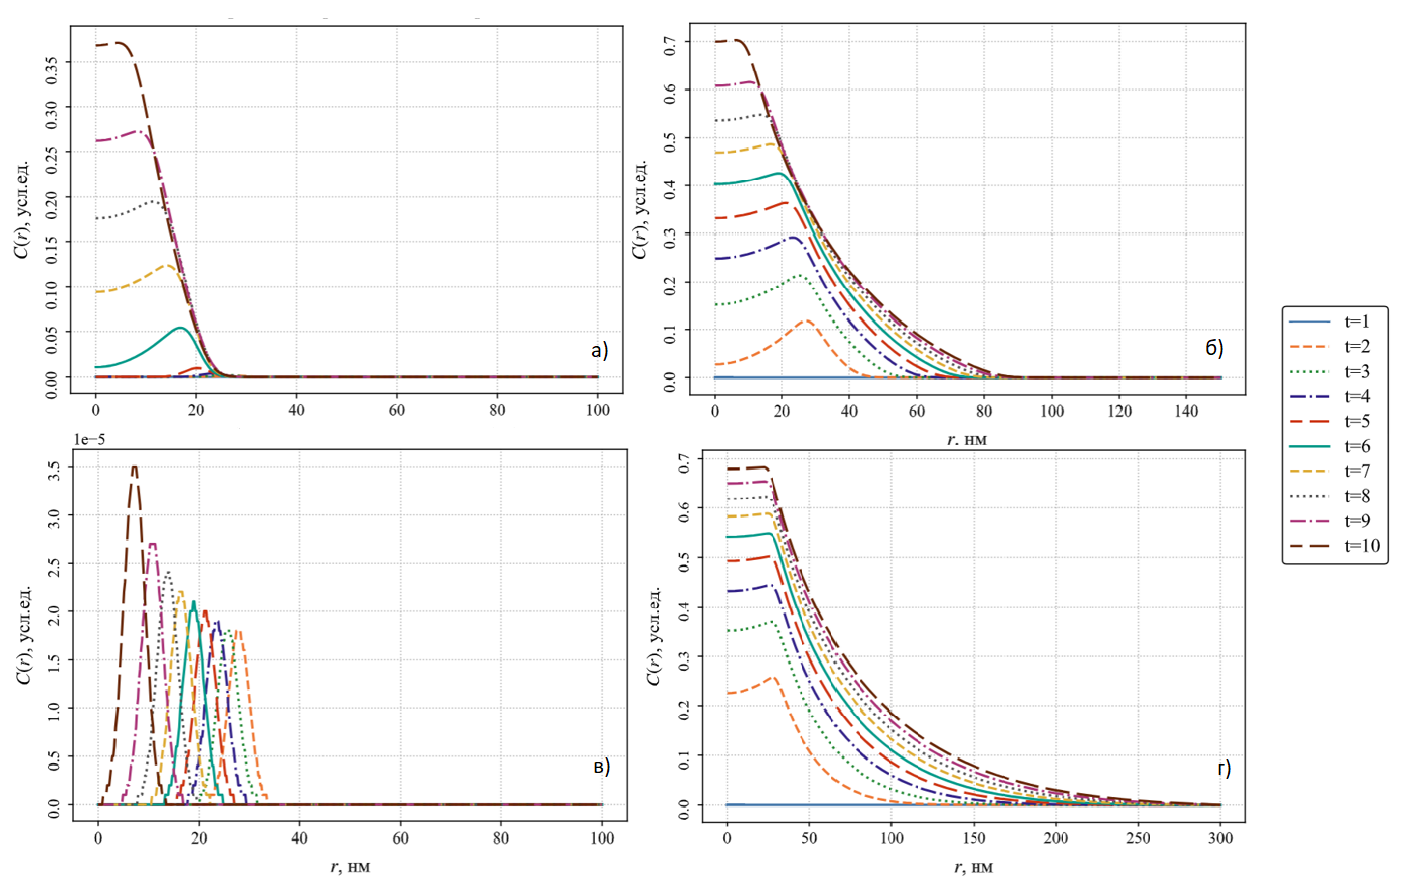 C(r), усл.ед.
0.35
0.30
0.25
0.20
0.15
0.10
0.05
0.00
а)
0 20 40 60 80 100
C(r), усл.ед.
0.7
0.6
0.5
0.4
0.3
0.2
0.1
0.0
б)
0 20 40 60 80 100 120 140
r, нм
1e−5
C(r), усл.ед.
3.5
3.0
2.5
2.0
1.5
1.0
0.5
0.0
в)
0 20 40 60 80 100
r, нм
C(r), усл.ед.
0.7
0.6
0.5
0.4
0.3
0.2
0.1
0.0
г)
0 50 100 150 200 250 300
r, нм
t=1
t=2
t=3
t=4
t=5
t=6
t=7
t=8
t=9
t=10